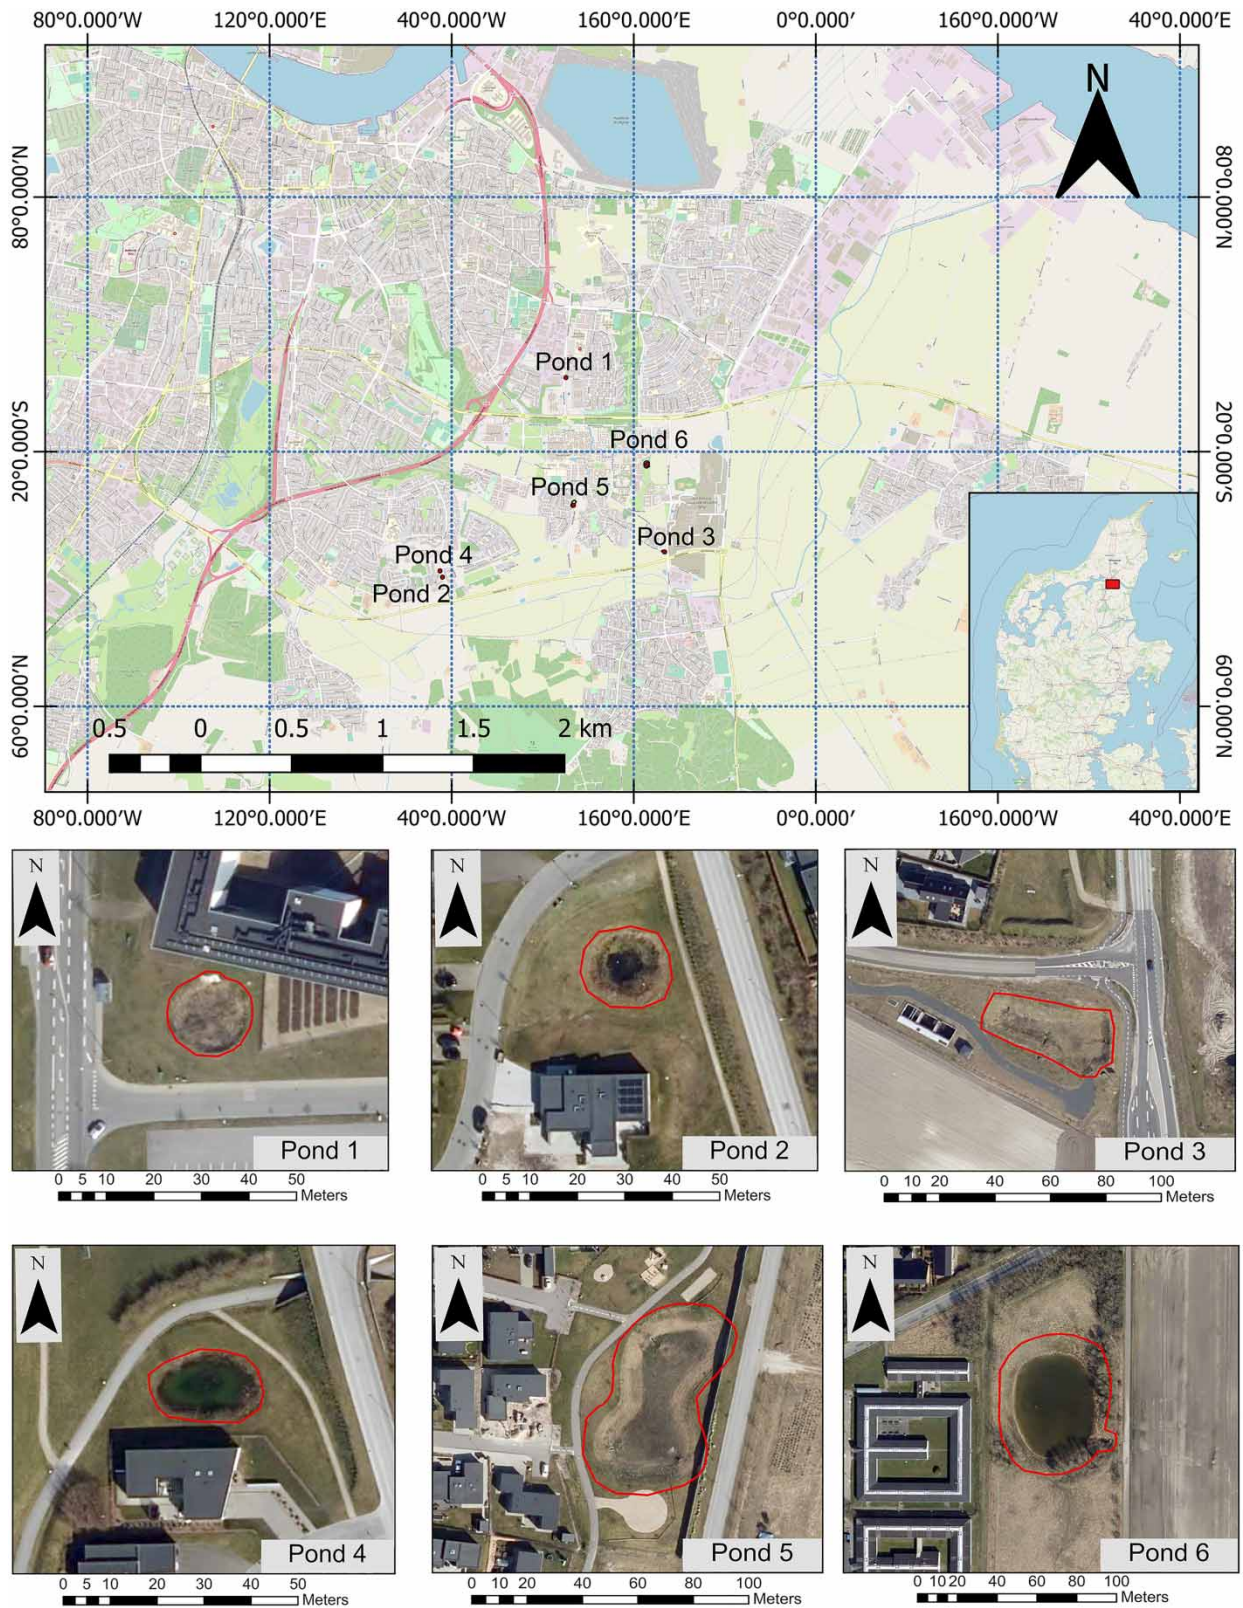 80°0.000′W 120°0.000′E 40°0.000′W 160°0.000′E 0°0.000′E 160°0.000′W 40°0.000′E
N
80°0.000′N 80°0.000′N
Pond 1
20°0.000′S 20°0.000′S
Pond 6
Pond 5
Pond 3
Pond 4
Pond 2
60°0.000′N 60°0.000′N
0.5 0 0.5 1 1.5 2 km
80°0.000′W 120°0.000′E 40°0.000′W 160°0.000′E 0°0.000′E 160°0.000′W 40°0.000′E
N N N
Pond 1 Pond 2 Pond 3
0 5 10 20 30 40 50 Meters
0 5 10 20 30 40 50 Meters
0 10 20 40 60 80 100 Meters
N N N
Pond 4 Pond 5 Pond 6
0 5 10 20 30 40 50 Meters
0 10 20 40 60 80 100 Meters
0 10 20 40 60 80 100 Meters